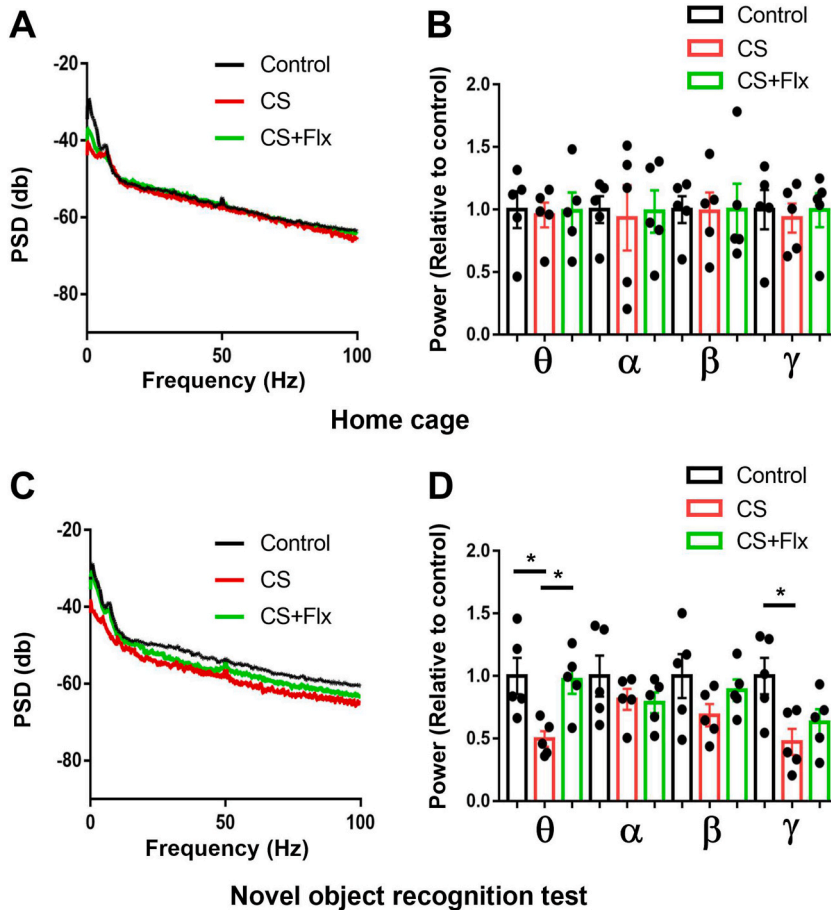 A
Control
CS
CS+Flx
PSD (db)
-20
-40
-60
-80
0
50
100
Frequency (Hz)
B
Control
CS
CS+Flx
Power (Relative to control)
2.0
1.5
1.0
0.5
0.0
θ α β γ
Home cage
C
Control
CS
CS+Flx
PSD (db)
-20
-40
-60
-80
0
50
100
Frequency (Hz)
D
Control
CS
CS+Flx
Power (Relative to control)
2.0
1.5
1.0
0.5
0.0
* * *
θ α β γ
Novel object recognition test